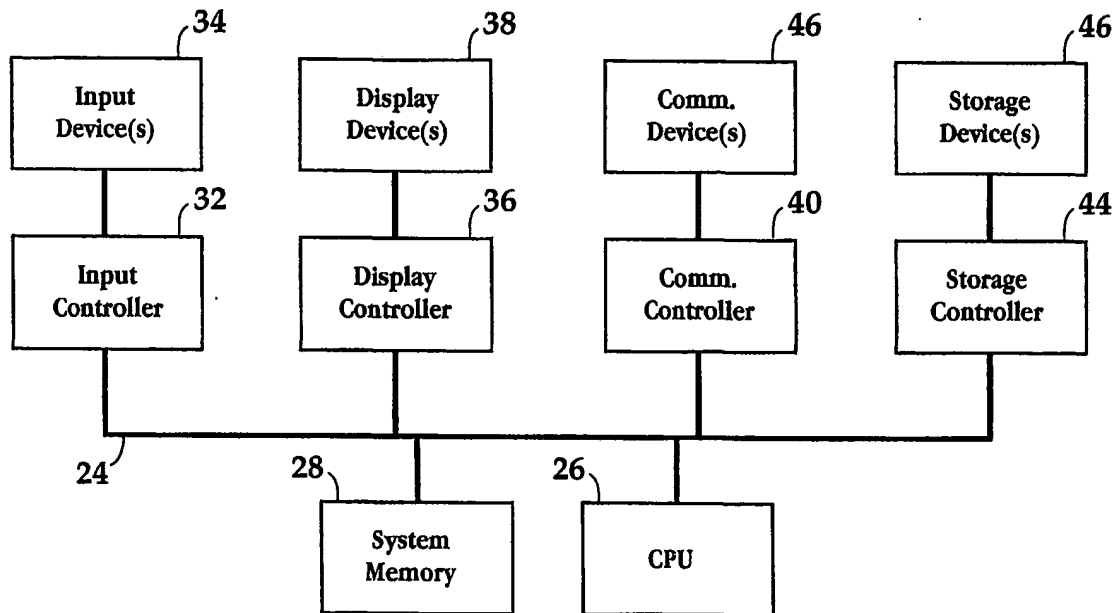 34
38
46
46
Input
Device(s)
Display
Device(s)
Comm.
Device(s)
Storage
Device(s)
32
36
40
44
Input
Controller
Display
Controller
Comm.
Controller
Storage
Controller
24
28
26
System
Memory
CPU